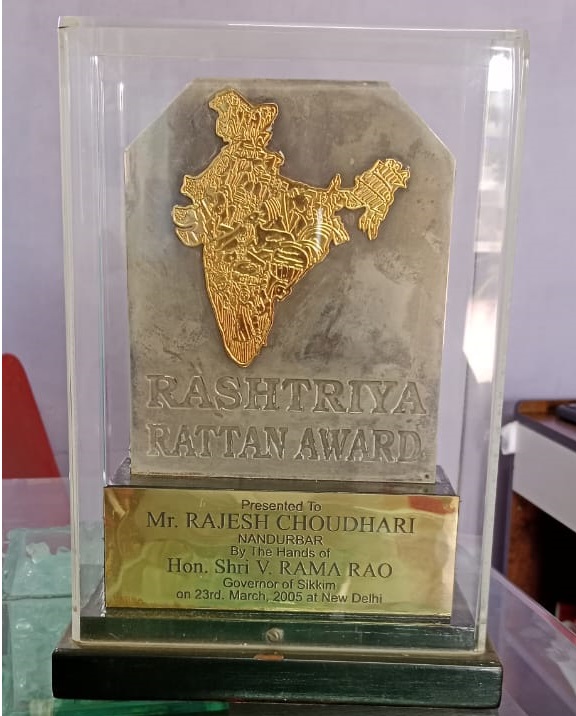 RASHTRIYA
RATTAN AWARD
Presented To
Mr. RAJESH CHOUDHARI
NANDURBAR
By The Hands of
Hon. Shri V. RAMA RAO
Governor of Sikkim
on 23rd. March, 2005 at New Delhi